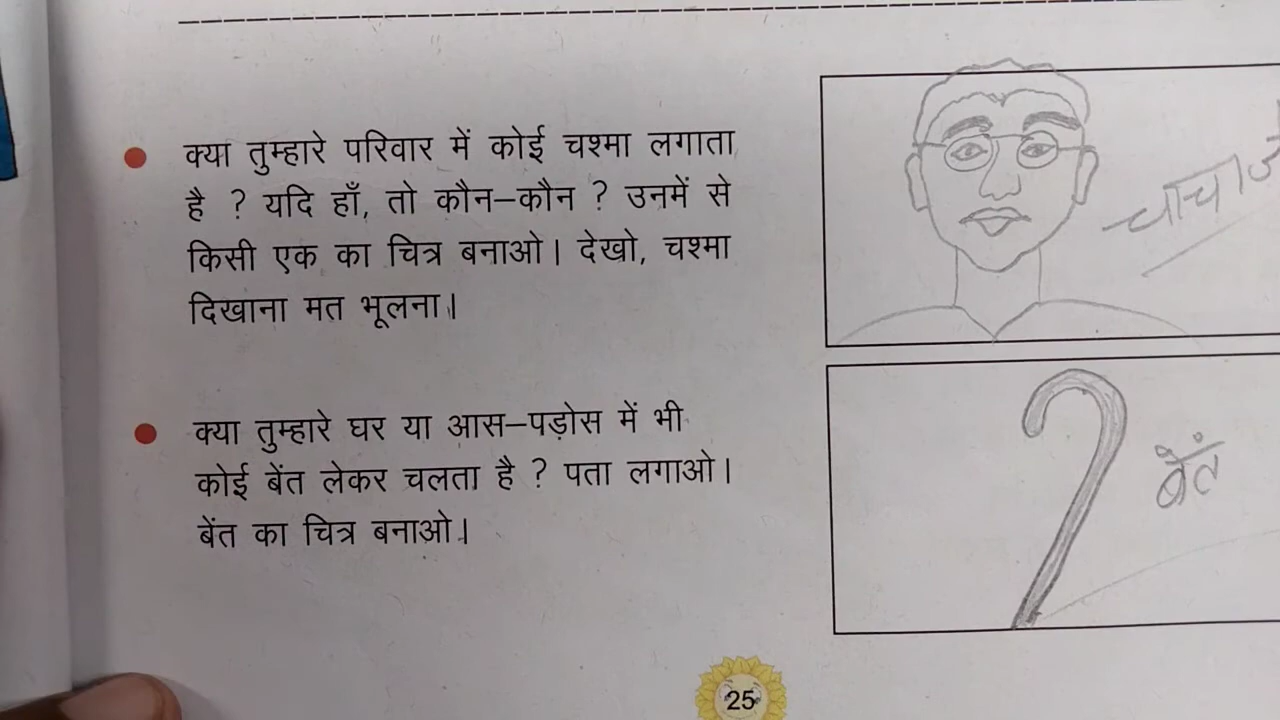 क्या तुम्हारे परिवार में कोई चश्मा लगाता
है ? यदि हाँ, तो कौन–कौन ? उनमें से
किसी एक का चित्र बनाओ। देखो, चश्मा
दिखाना मत भूलना।
क्या तुम्हारे घर या आस–पड़ोस में भी
कोई बेंत लेकर चलता है ? पता लगाओ।
बेंत का चित्र बनाओ।
बेंत
25